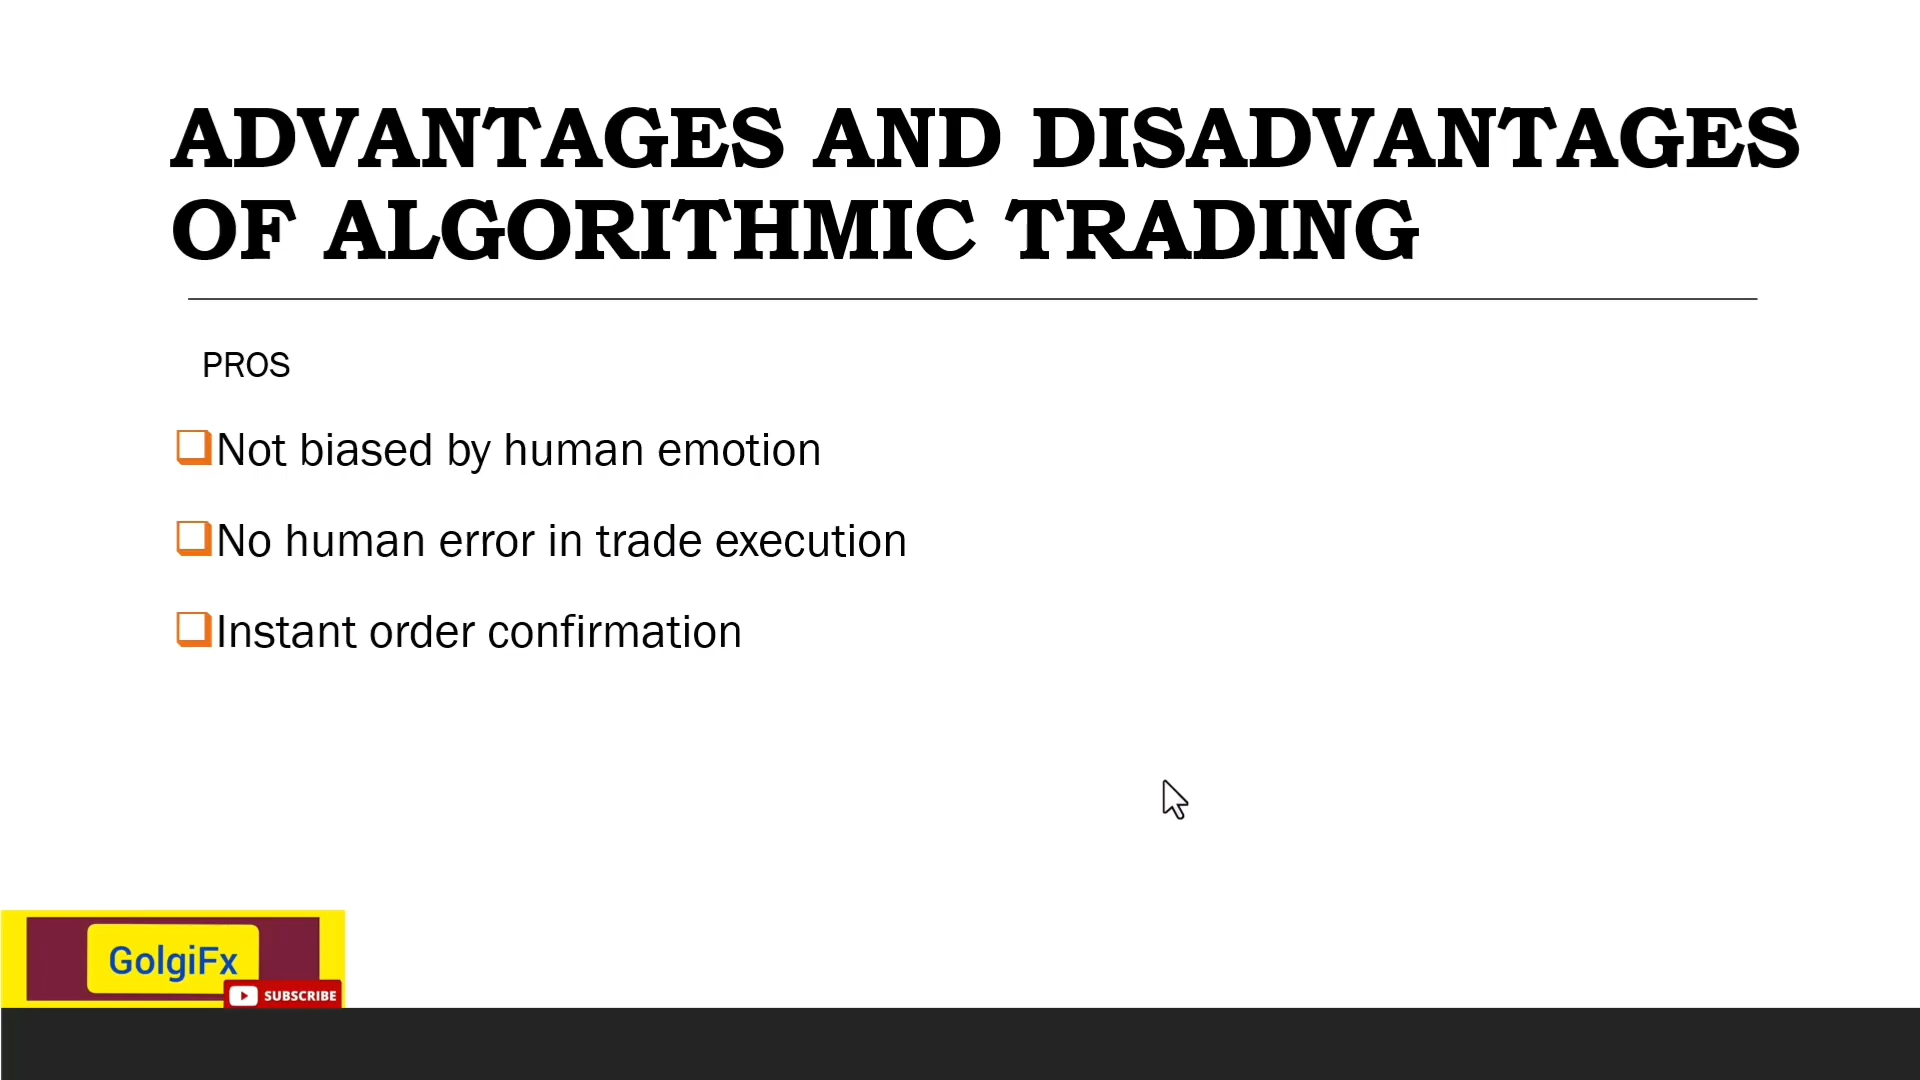 ADVANTAGES AND DISADVANTAGES
OF ALGORITHMIC TRADING
PROS
Not biased by human emotion
No human error in trade execution
Instant order confirmation
GolgiFx
SUBSCRIBE